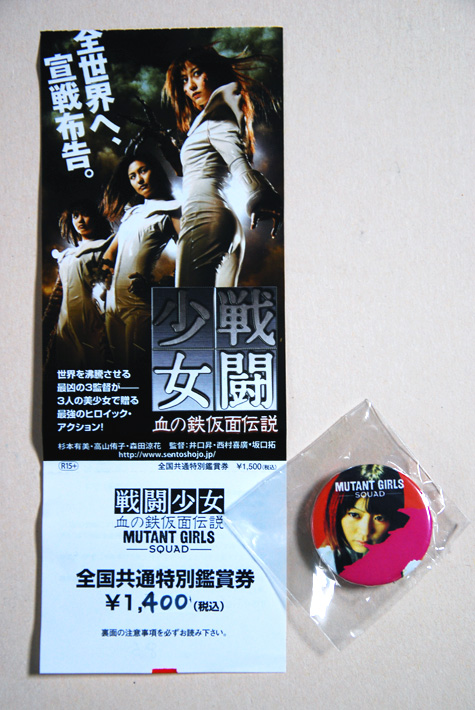 全世界へ、
宣戦布告。
戦闘
少女
血の鉄仮面伝説
世界を沸騰させる
最凶の3監督が――
3人の美少女で贈る
最強のヒロイック・
アクション!
杉本有美・高山侑子・森田涼花 監督:井口昇・西村喜廣・坂口拓
http://www.sentoshojo.com/
R15+
全国共通特別鑑賞券 ¥1,500(税込)
戦闘少女
血の鉄仮面伝説
MUTANT GIRLS
SQUAD
全国共通特別鑑賞券
¥1,400(税込)
裏面の注意事項を必ずお読み下さい。
MUTANT GIRLS
SQUAD